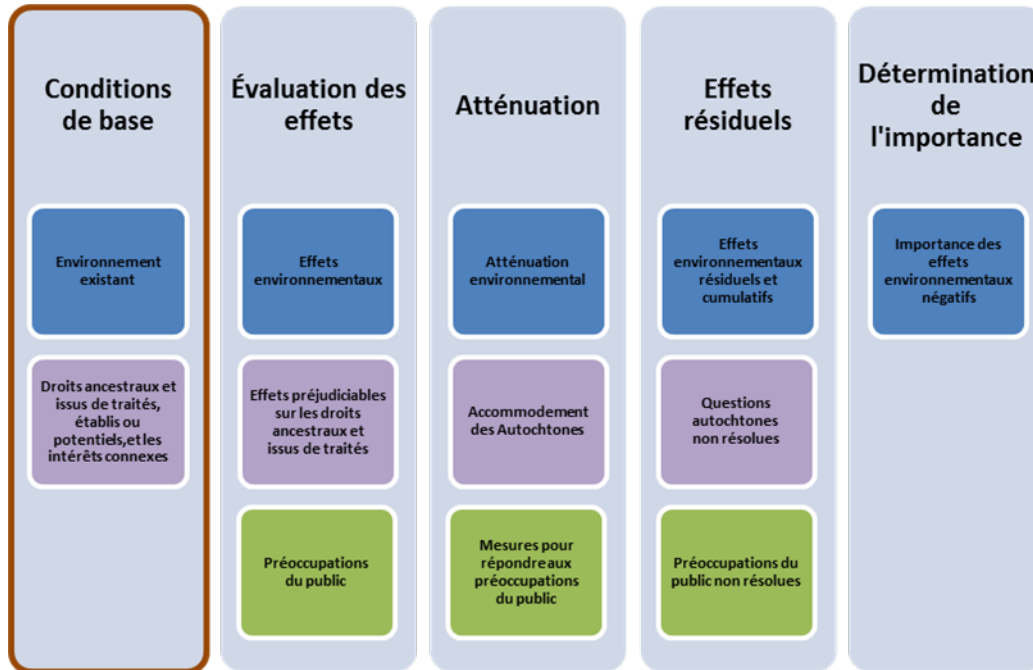 Conditions
de base
Environnement
existant
Droits ancestraux et
issus de traités,
établis ou
potentiels,et les
intérêts connexes
Évaluation des
effets
Effets
environnementaux
Effets préjudiciables
sur les droits
ancestraux et
issus de traités
Préoccupations
du public
Atténuation
Atténuation
environnemental
Accommodement
des Autochtones
Mesures pour
répondre aux
préoccupations
du public
Effets
résiduels
Effets
environnementaux
résiduels et
cumulatifs
Questions
autochtones
non résolues
Préoccupations du
public non résolues
Détermination
de
l'importance
Importance des
effets
environnementaux
négatifs